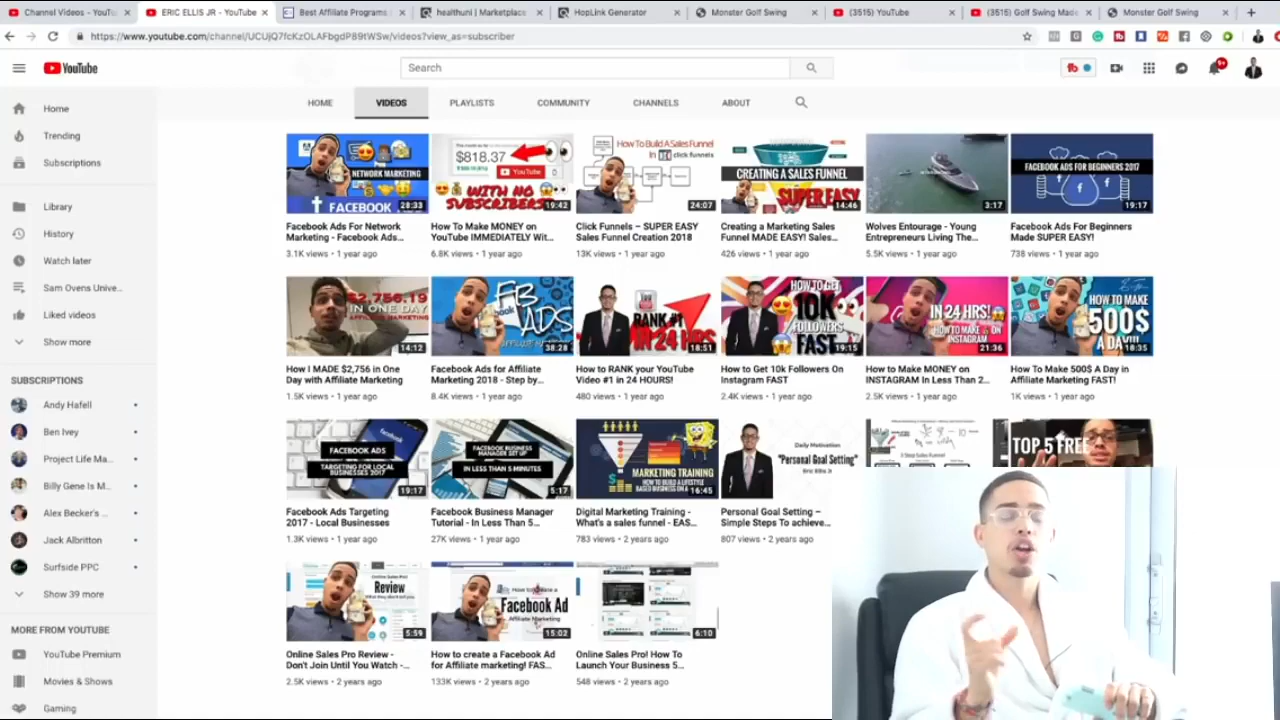 Channel Videos - YouTu
ERIC ELLIS JR - YouTube
Best Affiliate Programs
healthuni | Marketplace
HopLink Generator
Monster Golf Swing
(3515) YouTube
(3515) Golf Swing Made
Monster Golf Swing
https://www.youtube.com/channel/UCUjQ7fcKzOLAFbgdP89tWSw/videos?view_as=subscriber
YouTube
Search
9+
HOME
VIDEOS
PLAYLISTS
COMMUNITY
CHANNELS
ABOUT
Home
Trending
Subscriptions
Library
History
Watch later
Sam Ovens Unive...
Liked videos
Show more
SUBSCRIPTIONS
Andy Hafell
Ben Ivey
Project Life Ma...
Billy Gene Is M...
Alex Becker's ...
Jack Albritton
Surfside PPC
Show 39 more
MORE FROM YOUTUBE
YouTube Premium
Movies & Shows
Gaming
NETWORK MARKETING
FACEBOOK
28:33
Facebook Ads For Network
Marketing - Facebook Ads...
3.1K views • 1 year ago
$818.37
YouTube
WITH NO
SUBSCRIBERS
19:42
How To Make MONEY on
YouTube IMMEDIATELY Wit...
6.8K views • 1 year ago
How To Build A Sales Funnel
In click funnels
24:07
Click Funnels – SUPER EASY
Sales Funnel Creation 2018
13K views • 1 year ago
CREATING A SALES FUNNEL
SUPER EASY
14:46
Creating a Marketing Sales
Funnel MADE EASY! Sales...
426 views • 1 year ago
3:17
Wolves Entourage - Young
Entrepreneurs Living The...
5.5K views • 1 year ago
FACEBOOK ADS FOR BEGINNERS 2017
19:17
Facebook Ads For Beginners
Made SUPER EASY!
738 views • 1 year ago
$2,756.19
IN ONE DAY
AFFILIATE MARKETING
14:12
How I MADE $2,756 in One
Day with Affiliate Marketing
1.5K views • 1 year ago
FB
ADS
38:28
Facebook Ads for Affiliate
Marketing 2018 - Step by...
8.4K views • 1 year ago
RANK #1
IN 24 HRS
18:51
How to RANK your YouTube
Video #1 in 24 HOURS!
480 views • 1 year ago
HOW TO GET
10K
FOLLOWERS
FAST
19:15
How to Get 10k Followers On
Instagram FAST
2.4K views • 1 year ago
IN 24 HRS!
HOW TO MAKE
ON
INSTAGRAM
21:36
How to Make MONEY on
INSTAGRAM In Less Than 2...
2.5K views • 1 year ago
HOW TO MAKE
500$
A DAY!!!
18:35
How To Make 500$ A Day in
Affiliate Marketing FAST!
1K views • 1 year ago
FACEBOOK ADS
TARGETING FOR LOCAL
BUSINESSES 2017
19:17
Facebook Ads Targeting
2017 - Local Businesses
1.3K views • 1 year ago
FACEBOOK BUSINESS
MANAGER SET UP
IN LESS THAN 5 MINUTES
5:17
Facebook Business Manager
Tutorial - In Less Than 5...
27K views • 1 year ago
MARKETING TRAINING
HOW TO BUILD A LIFESTYLE
BASED BUSINESS ON A
16:45
Digital Marketing Training -
What's a sales funnel - EAS...
783 views • 2 years ago
Daily Motivation
"Personal Goal Setting"
Eric Ellis Jr
Personal Goal Setting –
Simple Steps To achieve...
807 views • 2 years ago
TOP 5 FREE
Online Sales Pro
Review
5:59
Online Sales Pro Review -
Don't Join Until You Watch -...
2.5K views • 2 years ago
Facebook Ad
Affiliate Marketing
15:02
How to create a Facebook Ad
for Affiliate marketing! FAS...
133K views • 2 years ago
6:10
Online Sales Pro! How To
Launch Your Business 5...
548 views • 2 years ago